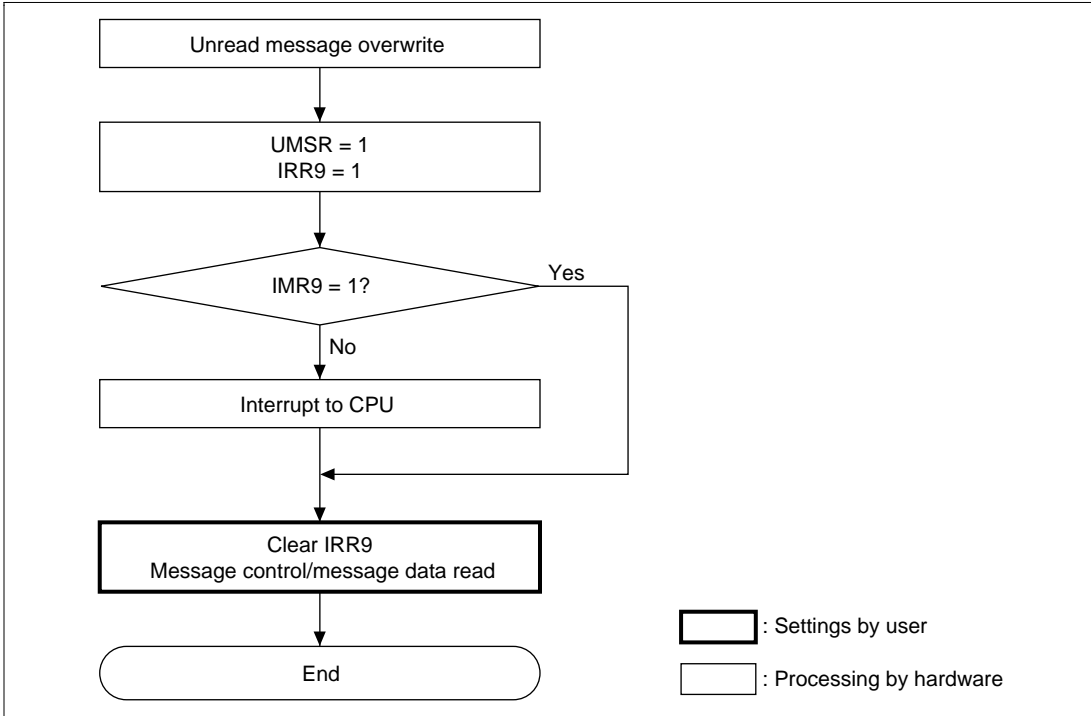 Unread message overwrite
UMSR = 1
IRR9 = 1
IMR9 = 1?
Yes
No
Interrupt to CPU
Clear IRR9
Message control/message data read
End
: Settings by user
: Processing by hardware